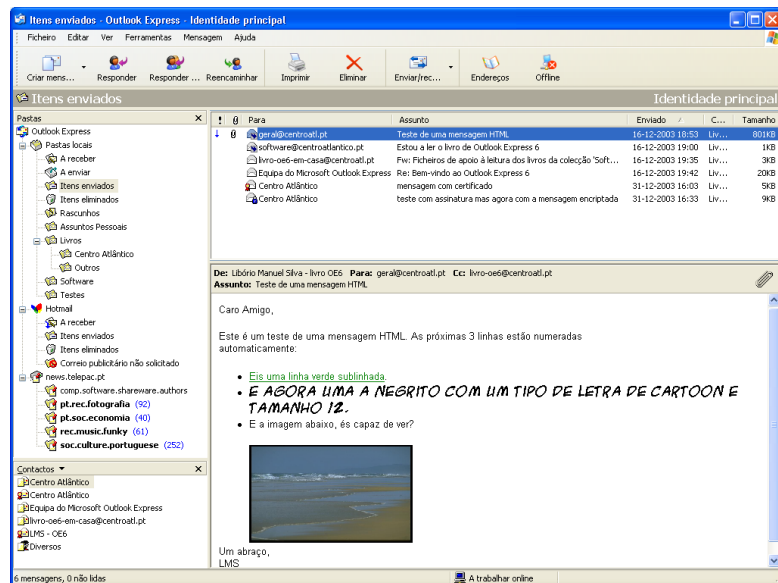 Itens enviados - Outlook Express - Identidade principal
Ficheiro Editar Ver Ferramentas Mensagem Ajuda
Criar mens... Responder Responder ... Reencaminhar Imprimir Eliminar Enviar/rec... Endereços Offline
Itens enviados Identidade principal
Pastas
Outlook Express
Pastas locais
A receber
A enviar
Itens enviados
Itens eliminados
Rascunhos
Assuntos Pessoais
Livros
Centro Atlântico
Outros
Software
Testes
Hotmail
A receber
Itens enviados
Itens eliminados
Correio publicitário não solicitado
news.telepac.pt
comp.software.shareware.authors
pt.rec.fotografia (92)
pt.soc.economia (40)
rec.music.funky (61)
soc.culture.portuguese (252)
Contactos
Centro Atlântico
Centro Atlântico
Equipa do Microsoft Outlook Express
livro-oe6-em-casa@centroatl.pt
LMS - OE6
Diversos
! Para Assunto Enviado C... Tamanho
geral@centroatl.pt Teste de uma mensagem HTML 16-12-2003 18:53 Liv... 801KB
software@centroatlantico.pt Estou a ler o livro de Outlook Express 6 16-12-2003 19:00 Liv... 1KB
livro-oe6-em-casa@centroatl.pt Fw: Ficheiros de apoio à leitura dos livros da colecção 'Soft... 16-12-2003 19:35 Liv... 3KB
Equipa do Microsoft Outlook Express Re: Bem-vindo ao Outlook Express 6 16-12-2003 19:42 Liv... 20KB
Centro Atlântico mensagem com certificado 31-12-2003 16:03 Liv... 5KB
Centro Atlântico teste com assinatura mas agora com a mensagem encriptada 31-12-2003 16:33 Liv... 9KB
De: Libório Manuel Silva - livro OE6 Para: geral@centroatl.pt Cc: livro-oe6@centroatl.pt
Assunto: Teste de uma mensagem HTML
Caro Amigo,
Este é um teste de uma mensagem HTML. As próximas 3 linhas estão numeradas
automaticamente:
• Eis uma linha verde sublinhada.
• E AGORA UMA A NEGRITO COM UM TIPO DE LETRA DE CARTOON E
TAMANHO 12.
• E a imagem abaixo, és capaz de ver?
Um abraço,
LMS
6 mensagens, 0 não lidas A trabalhar online